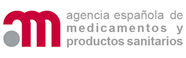 agencia española de
medicamentos y
productos sanitarios